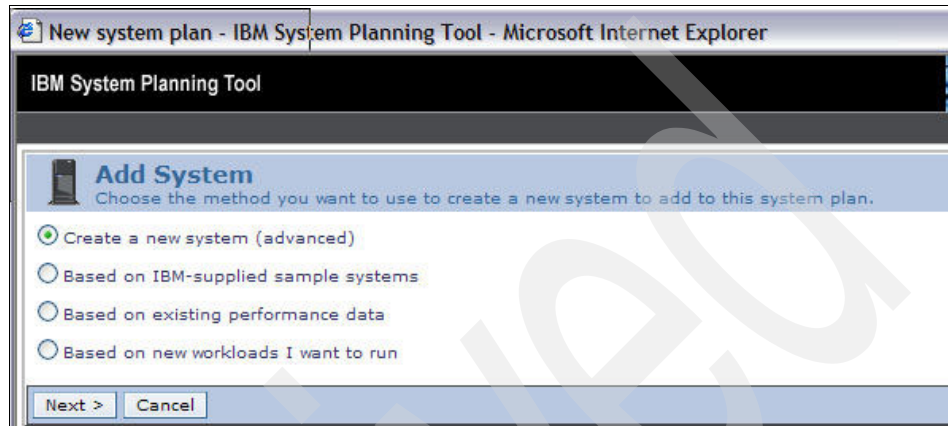 New system plan - IBM System Planning Tool - Microsoft Internet Explorer
IBM System Planning Tool
Add System
Choose the method you want to use to create a new system to add to this system plan.
Create a new system (advanced)
Based on IBM-supplied sample systems
Based on existing performance data
Based on new workloads I want to run
Next > Cancel